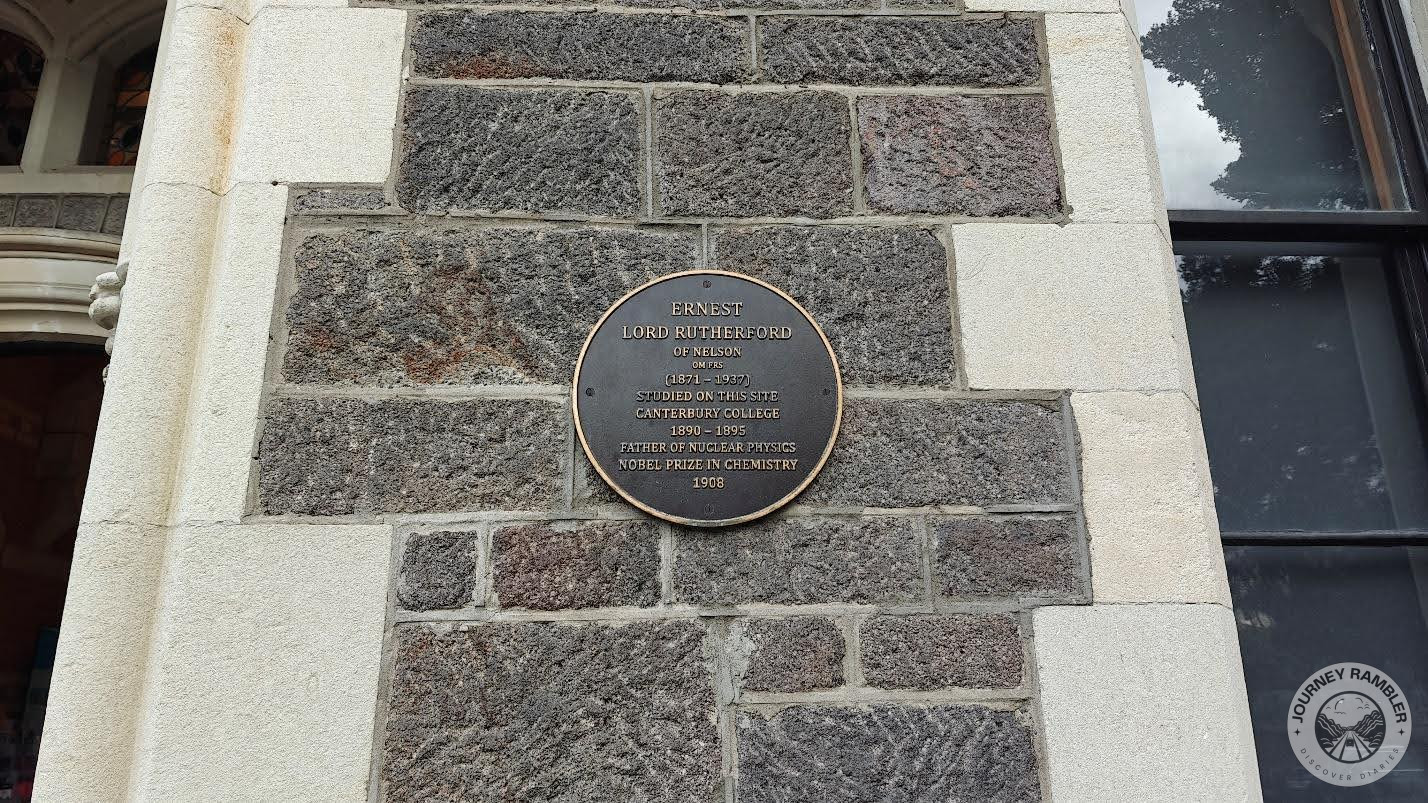 ERNEST
LORD RUTHERFORD
OF NELSON
OM FRS
(1871 – 1937)
STUDIED ON THIS SITE
CANTERBURY COLLEGE
1890 – 1895
FATHER OF NUCLEAR PHYSICS
NOBEL PRIZE IN CHEMISTRY
1908
JOURNEY RAMBLER
DISCOVER DIARIES